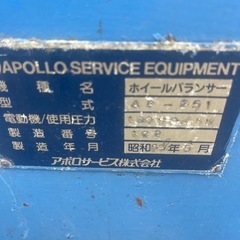 APOLLO SERVICE EQUIPMENT
機種名 ホイールバランサー
型式
電動機/使用圧力
製造番号
製造年月 昭和 年 月
アポロサービス株式会社